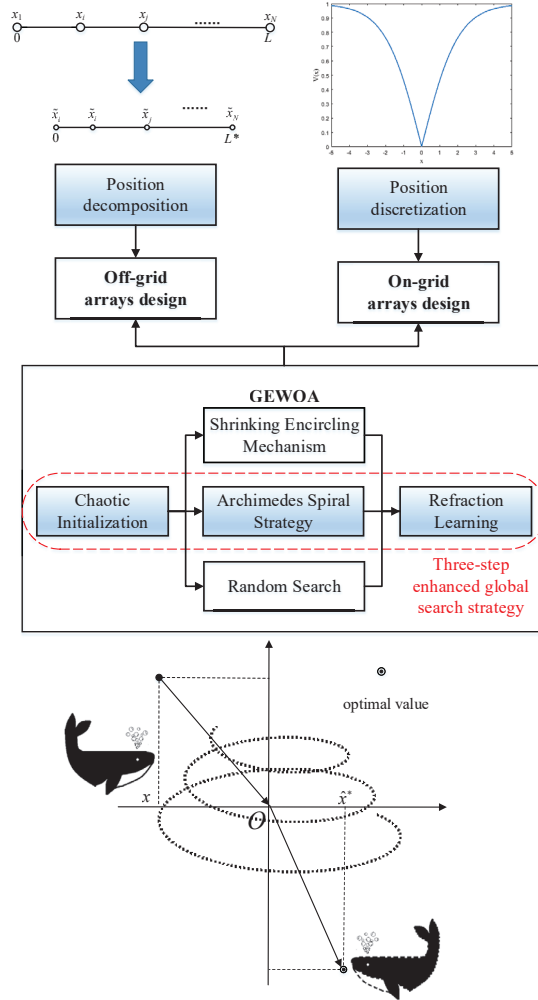 x₁ xᵢ xⱼ ...... x_N
0 L
......
x̃ᵢ x̃ᵢ x̃ⱼ x̃_N
0 L*
V(x)
1
0.9
0.8
0.7
0.6
0.5
0.4
0.3
0.2
0.1
0
-5 -4 -3 -2 -1 0 1 2 3 4 5
x
Position
decomposition
Position
discretization
Off-grid
arrays design
On-grid
arrays design
GEWOA
Shrinking Encircling
Mechanism
Chaotic
Initialization
Archimedes Spiral
Strategy
Refraction
Learning
Random Search
Three-step
enhanced global
search strategy
optimal value
x
O
x̂*